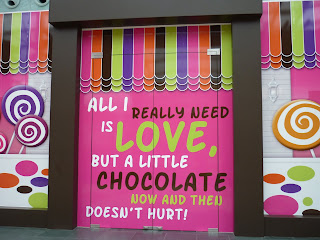 ALL I REALLY NEED
IS LOVE,
BUT A LITTLE
CHOCOLATE
NOW AND THEN
DOESN'T HURT!